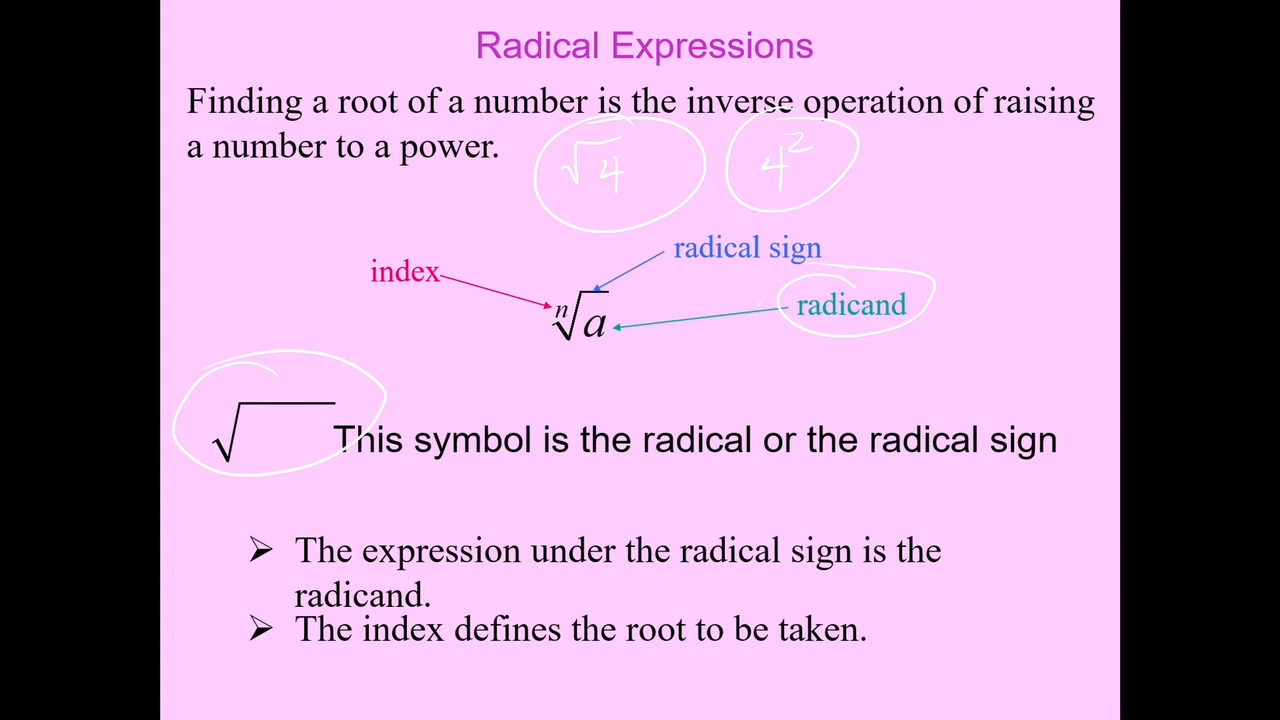 Radical Expressions
Finding a root of a number is the inverse operation of raising
a number to a power.
√4 4²
radical sign
index
radicand
ⁿ√a
√ This symbol is the radical or the radical sign
➢ The expression under the radical sign is the
radicand.
➢ The index defines the root to be taken.